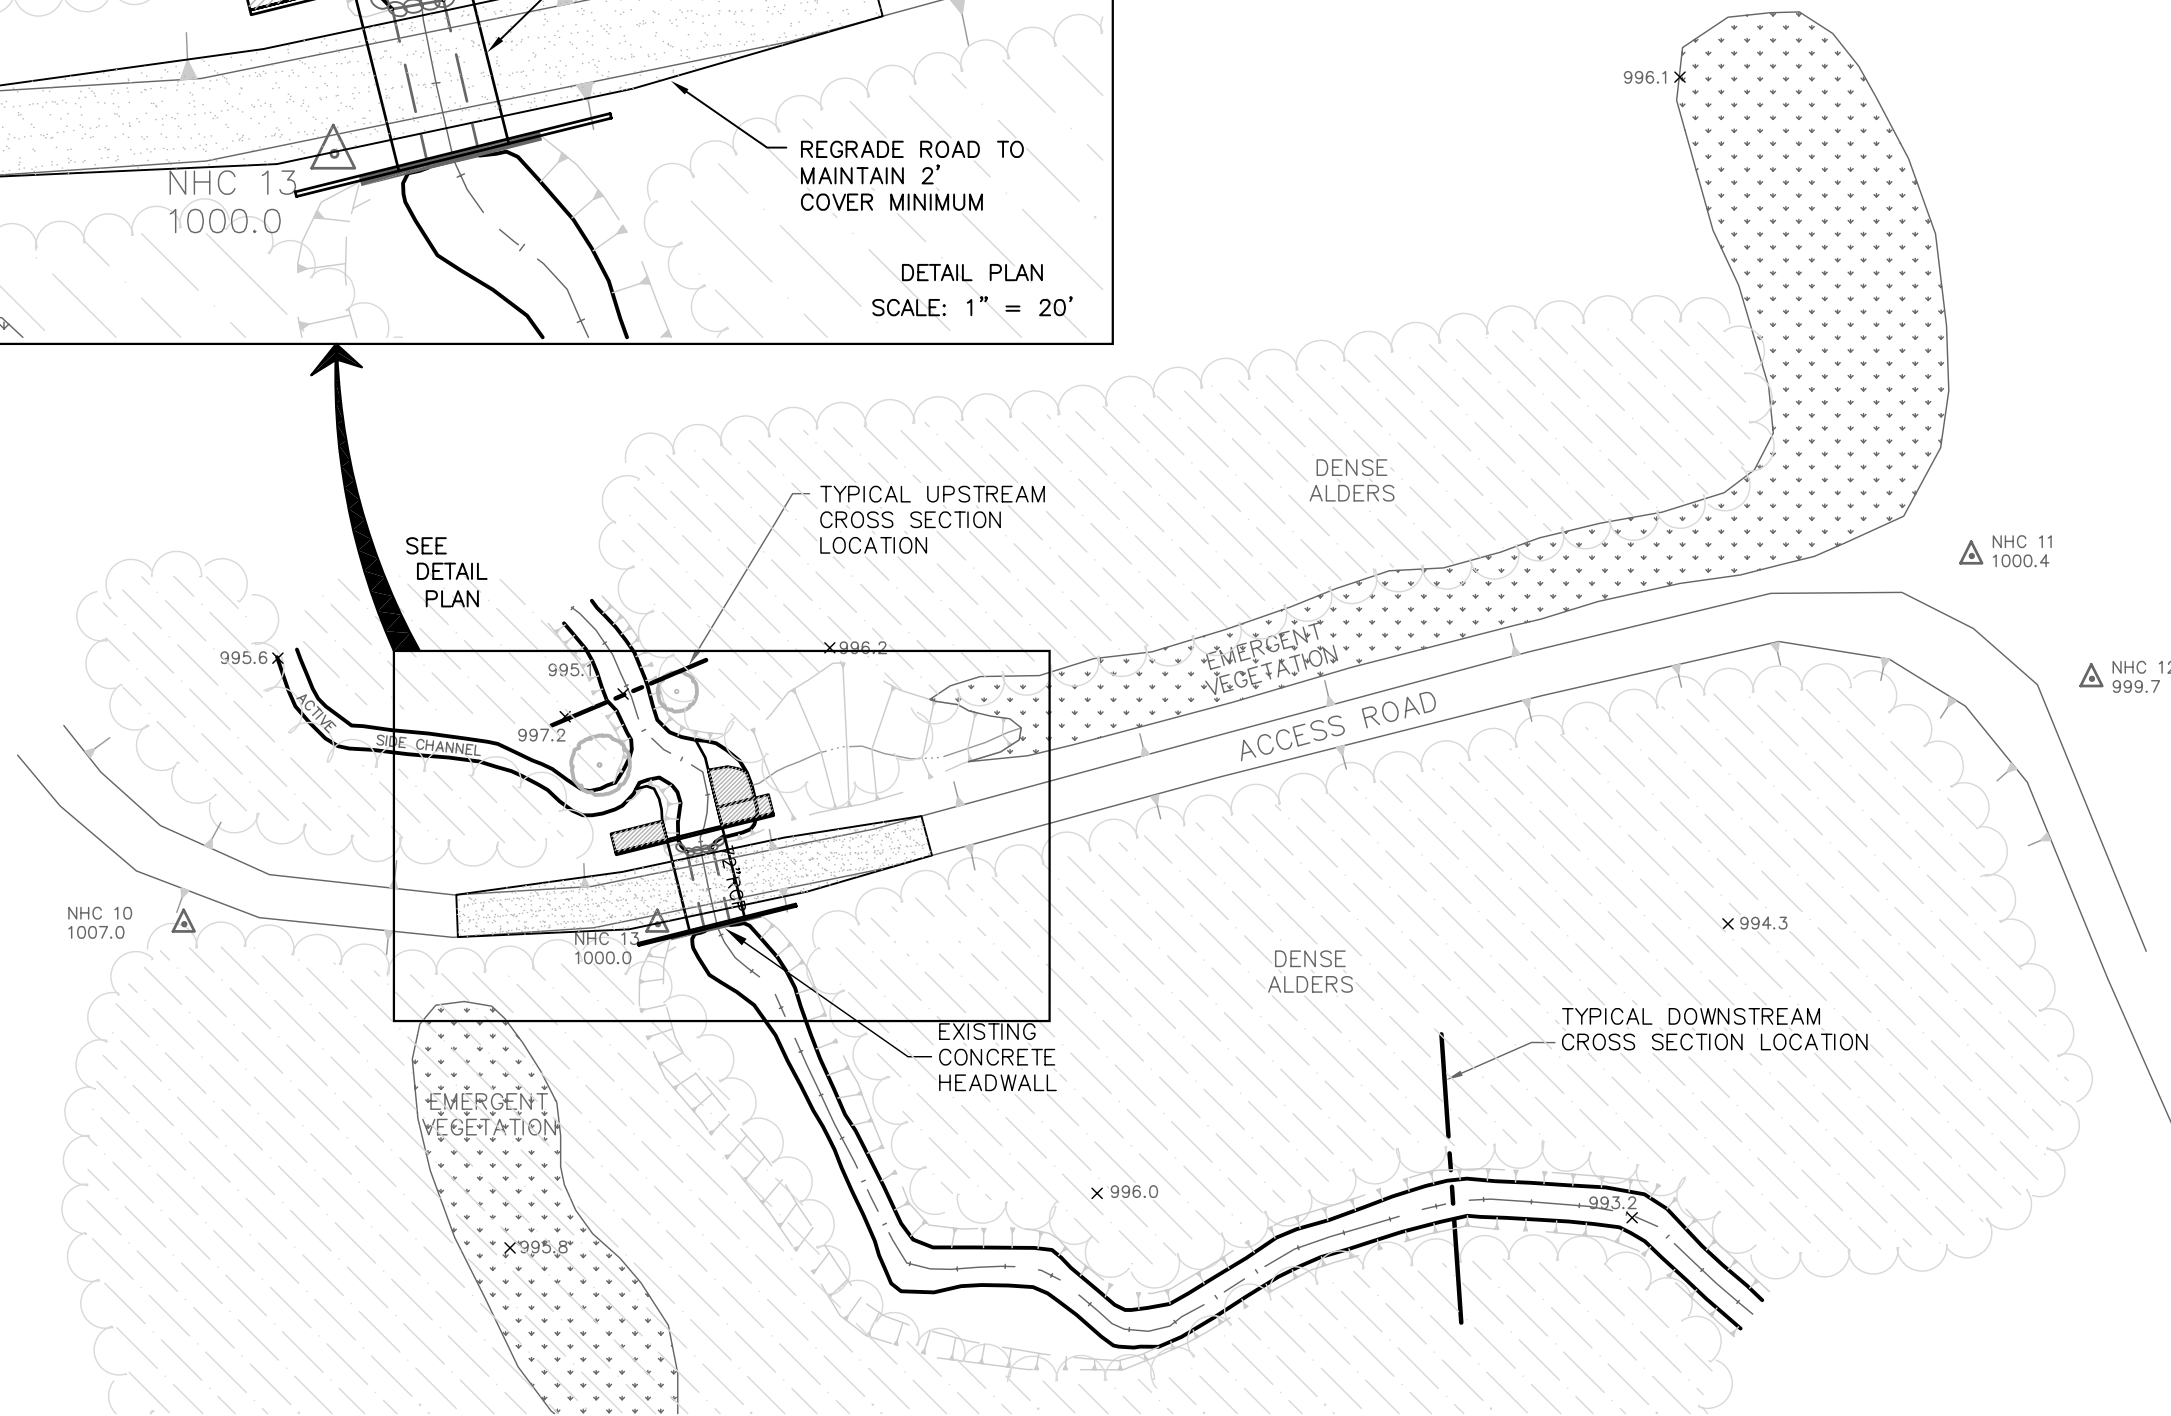 REGRADE ROAD TO
MAINTAIN 2'
COVER MINIMUM
NHC 13
1000.0
DETAIL PLAN
SCALE: 1" = 20'
996.1
DENSE
ALDERS
TYPICAL UPSTREAM
CROSS SECTION
LOCATION
SEE
DETAIL
PLAN
NHC 11
1000.4
995.6
996.2
995.1
EMERGENT
VEGETATION
NHC 12
999.7
ACTIVE
SIDE CHANNEL
997.2
ACCESS ROAD
72" RCP
NHC 10
1007.0
NHC 13
1000.0
994.3
DENSE
ALDERS
EXISTING
CONCRETE
HEADWALL
TYPICAL DOWNSTREAM
CROSS SECTION LOCATION
EMERGENT
VEGETATION
996.0
993.2
995.8